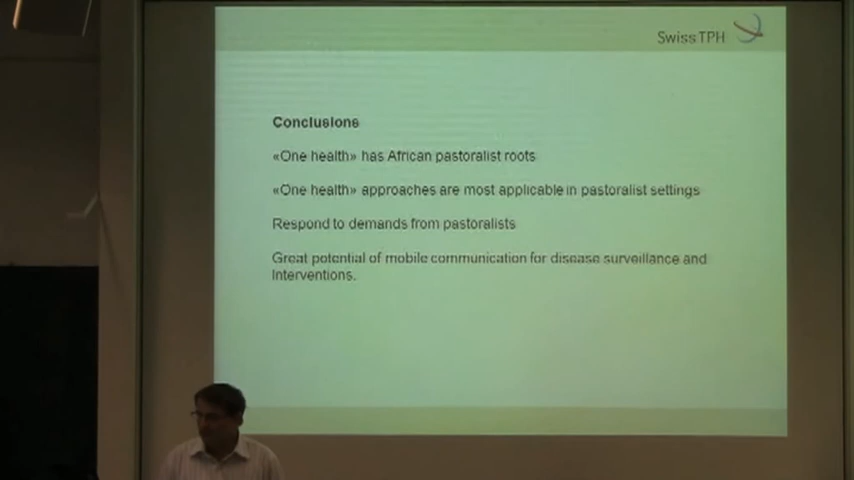 Swiss TPH
Conclusions
«One health» has African pastoralist roots
«One health» approaches are most applicable in pastoralist settings
Respond to demands from pastoralists
Great potential of mobile communication for disease surveillance and
Interventions.